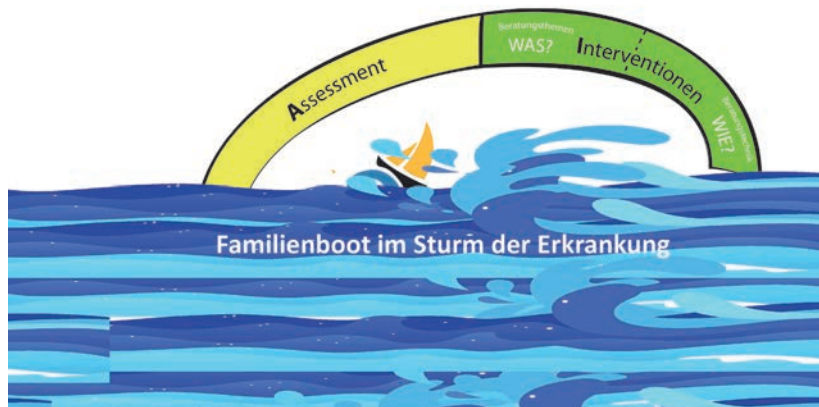 Assessment
Beratungsthemen
WAS?
Interventionen
Beratungstechnik
WIE?
Familienboot im Sturm der Erkrankung